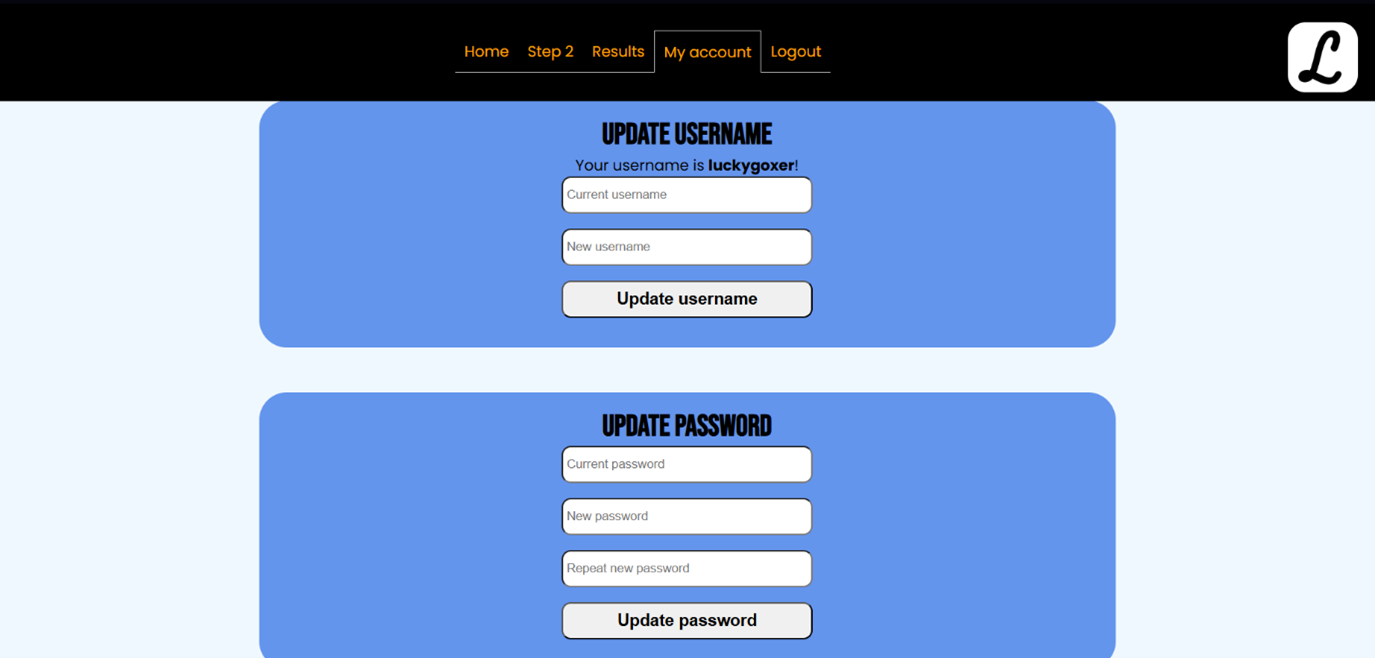 Home Step 2 Results My account Logout
L
UPDATE USERNAME
Your username is luckygoxer!
Current username
New username
Update username
UPDATE PASSWORD
Current password
New password
Repeat new password
Update password